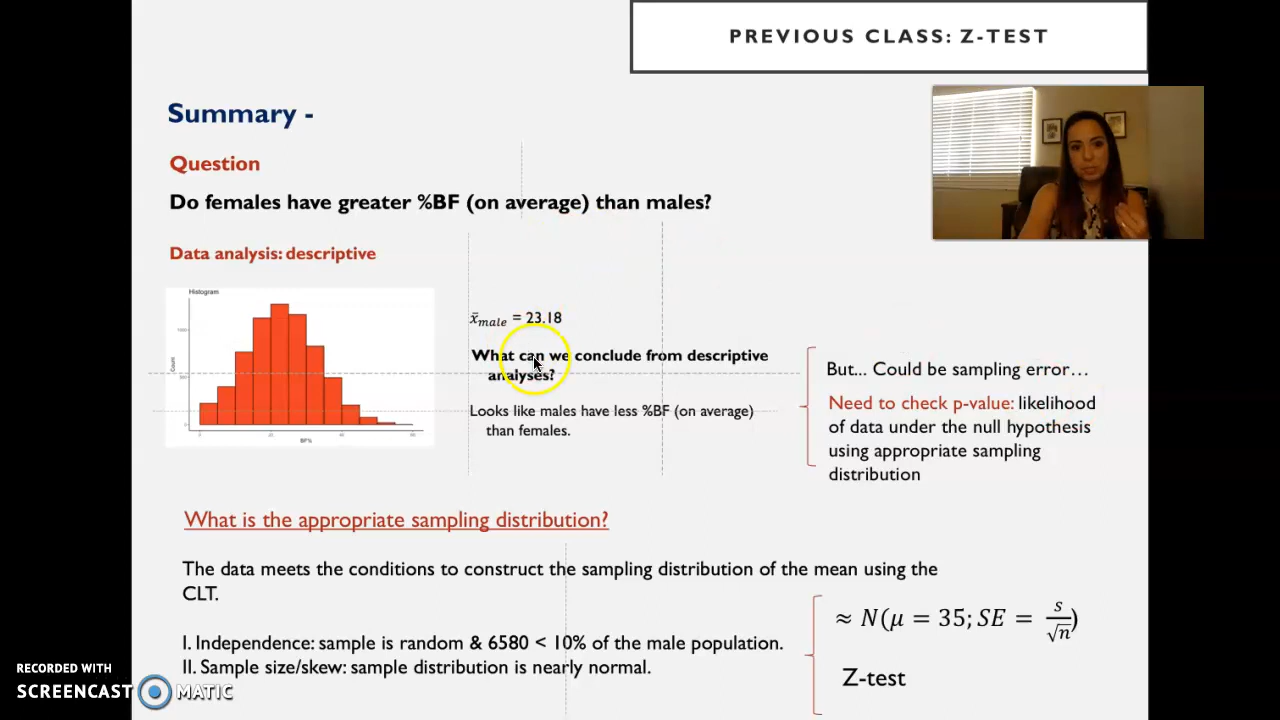 PREVIOUS CLASS: Z-TEST
Summary -
Question
Do females have greater %BF (on average) than males?
Data analysis: descriptive
Histogram
Count
BF%
x̄male = 23.18
What can we conclude from descriptive
analyses?
Looks like males have less %BF (on average)
than females.
But... Could be sampling error…
Need to check p-value: likelihood
of data under the null hypothesis
using appropriate sampling
distribution
What is the appropriate sampling distribution?
The data meets the conditions to construct the sampling distribution of the mean using the
CLT.
I. Independence: sample is random & 6580 < 10% of the male population.
II. Sample size/skew: sample distribution is nearly normal.
≈ N(μ = 35; SE = s/√n)
Z-test
RECORDED WITH
SCREENCAST MATIC